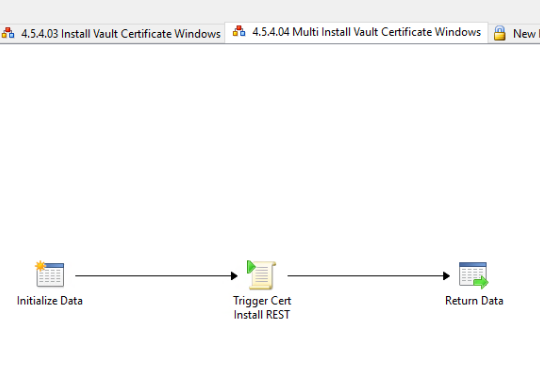 4.5.4.03 Install Vault Certificate Windows
4.5.4.04 Multi Install Vault Certificate Windows
New
Initialize Data
Trigger Cert
Install REST
Return Data